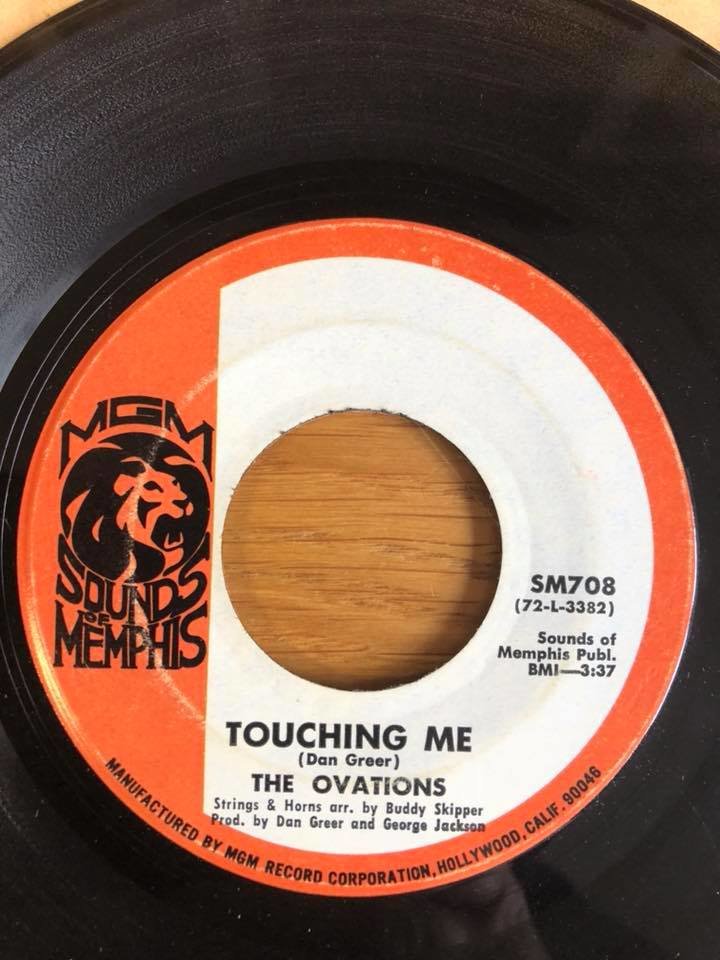 MGM
SOUNDS
OF
MEMPHIS
SM708
(72-L-3382)
Sounds of
Memphis Publ.
BMI—3:37
TOUCHING ME
(Dan Greer)
THE OVATIONS
Strings & Horns arr. by Buddy Skipper
Prod. by Dan Greer and George Jackson
MANUFACTURED BY MGM RECORD CORPORATION, HOLLYWOOD, CALIF. 90046